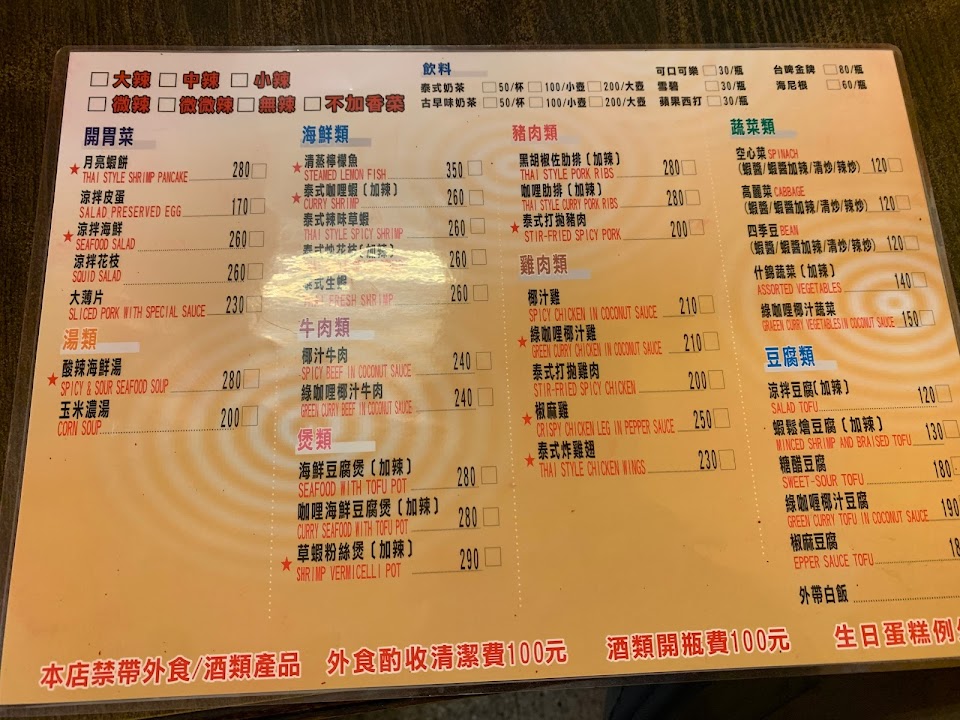 □大辣 □中辣 □小辣
□微辣 □微微辣 □無辣 □不加香菜
飲料
泰式奶茶 □50/杯 □100/小壺 □200/大壺
古早味奶茶 □50/杯 □100/小壺 □200/大壺
可口可樂 □30/瓶
雪碧 □30/瓶
蘋果西打 □30/瓶
台啤金牌 □80/瓶
海尼根 □60/瓶
開胃菜
★月亮蝦餅 280□
THAI STYLE SHRIMP PANCAKE
涼拌皮蛋 170□
SALAD PRESERVED EGG
★涼拌海鮮 260□
SEAFOOD SALAD
涼拌花枝 260□
SQUID SALAD
大薄片 230□
SLICED PORK WITH SPECIAL SAUCE
湯類
★酸辣海鮮湯 280□
SPICY & SOUR SEAFOOD SOUP
玉米濃湯 200□
CORN SOUP
海鮮類
★清蒸檸檬魚 350□
STEAMED LEMON FISH
★泰式咖哩蝦(加辣) 260□
CURRY SHRIMP
泰式辣味草蝦 260□
THAI STYLE SPICY SHRIMP
泰式炒花枝(加辣) 260□
泰式生蝦 260□
FRESH SHRIMP
牛肉類
椰汁牛肉 240□
SPICY BEEF IN COCONUT SAUCE
綠咖哩椰汁牛肉 240□
GREEN CURRY BEEF IN COCONUT SAUCE
煲類
海鮮豆腐煲(加辣) 280□
SEAFOOD WITH TOFU POT
咖哩海鮮豆腐煲(加辣) 280□
CURRY SEAFOOD WITH TOFU POT
★草蝦粉絲煲(加辣) 290□
SHRIMP VERMICELLI POT
豬肉類
黑胡椒佐肋排(加辣) 280□
THAI STYLE PORK RIBS
咖哩肋排(加辣) 280□
THAI STYLE CURRY PORK RIBS
★泰式打拋豬肉 200□
STIR-FRIED SPICY PORK
雞肉類
椰汁雞 210□
SPICY CHICKEN IN COCONUT SAUCE
★綠咖哩椰汁雞 210□
GREEN CURRY CHICKEN IN COCONUT SAUCE
泰式打拋雞肉 200□
STIR-FRIED SPICY CHICKEN
★椒麻雞 250□
CRISPY CHICKEN LEG IN PEPPER SAUCE
★泰式炸雞翅 230□
THAI STYLE CHICKEN WINGS
蔬菜類
空心菜 SPINACH
(蝦醬/蝦醬加辣/清炒/辣炒) 120□
高麗菜 CABBAGE
(蝦醬/蝦醬加辣/清炒/辣炒) 120□
四季豆 BEAN
(蝦醬/蝦醬加辣/清炒/辣炒) 120□
什錦蔬菜(加辣) 140□
ASSORTED VEGETABLES
綠咖哩椰汁蔬菜 150□
GRAEEN CURRY VEGETABLES IN COCONUT SAUCE
豆腐類
涼拌豆腐(加辣) 120□
SALAD TOFU
蝦鬆燴豆腐(加辣) 130□
MINCED SHRIMP AND BRAISED TOFU
糖醋豆腐 180
SWEET-SOUR TOFU
綠咖哩椰汁豆腐 190
GREEN CURRY TOFU IN COCONUT SAUCE
椒麻豆腐
EPPER SAUCE TOFU
外帶白飯
本店禁帶外食/酒類產品 外食酌收清潔費100元 酒類開瓶費100元 生日蛋糕例